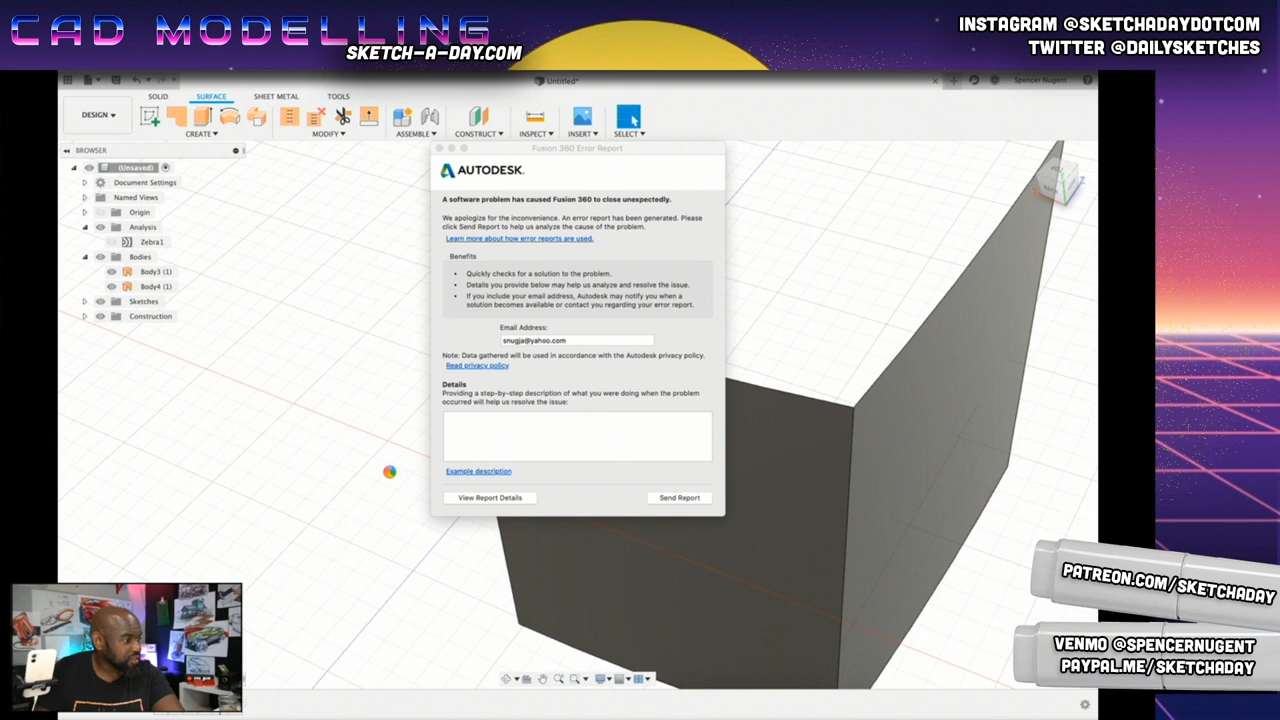 CAD MODELLING
SKETCH-A-DAY.COM
INSTAGRAM @SKETCHADAYDOTCOM
TWITTER @DAILYSKETCHES
Untitled*
Spencer Nugent
SOLID SURFACE SHEET METAL TOOLS
DESIGN
CREATE MODIFY ASSEMBLE CONSTRUCT INSPECT INSERT SELECT
BROWSER
(Unsaved)
Document Settings
Named Views
Origin
Analysis
Zebra1
Bodies
Body3 (1)
Body4 (1)
Sketches
Construction
Fusion 360 Error Report
AUTODESK.
A software problem has caused Fusion 360 to close unexpectedly.
We apologize for the inconvenience. An error report has been generated. Please
click Send Report to help us analyze the cause of the problem.
Learn more about how error reports are used.
Benefits
• Quickly checks for a solution to the problem.
• Details you provide below may help us analyze and resolve the issue.
• If you include your email address, Autodesk may notify you when a
solution becomes available or contact you regarding your error report.
Email Address:
snugja@yahoo.com
Note: Data gathered will be used in accordance with the Autodesk privacy policy.
Read privacy policy
Details
Providing a step-by-step description of what you were doing when the problem
occurred will help us resolve the issue:
Example description
View Report Details
Send Report
PATREON.COM/SKETCHADAY
VENMO @SPENCERNUGENT
PAYPAL.ME/SKETCHADAY